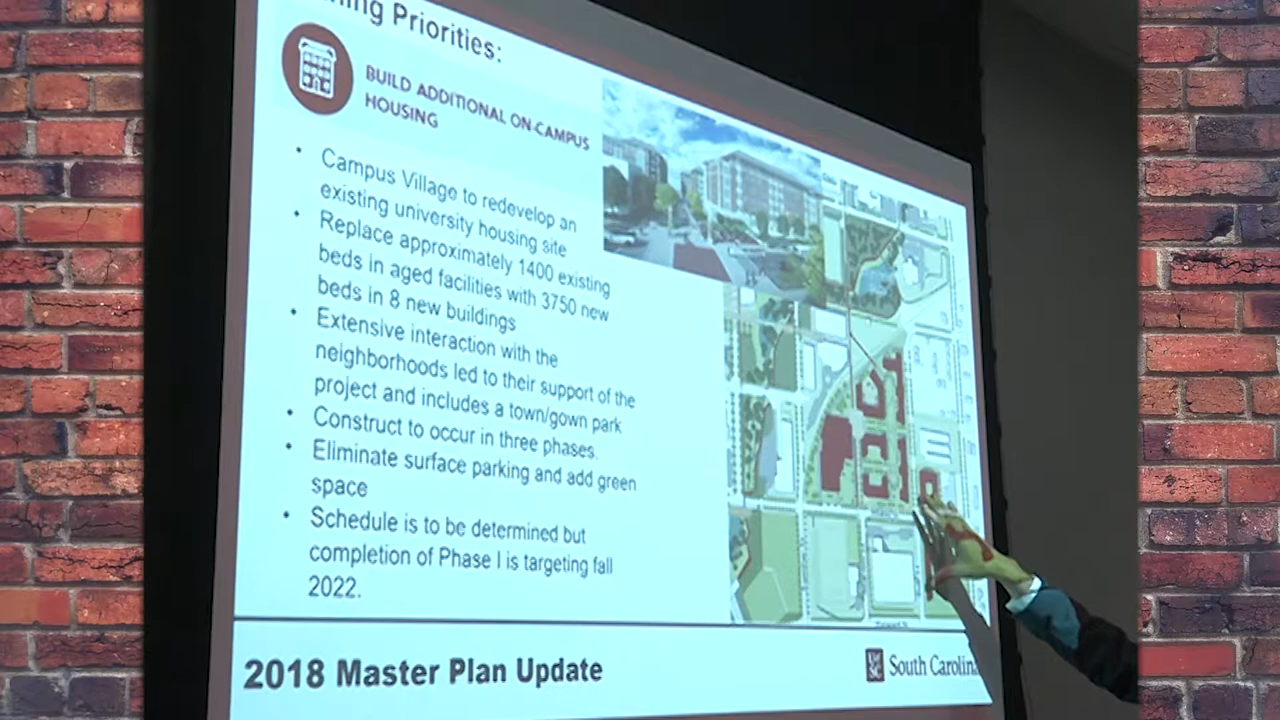 ning Priorities:
BUILD ADDITIONAL ON-CAMPUS
HOUSING
• Campus Village to redevelop an
existing university housing site
• Replace approximately 1400 existing
beds in aged facilities with 3750 new
beds in 8 new buildings
• Extensive interaction with the
neighborhoods led to their support of the
project and includes a town/gown park
• Construct to occur in three phases.
• Eliminate surface parking and add green
space
• Schedule is to be determined but
completion of Phase I is targeting fall
2022.
2018 Master Plan Update
South Carolina